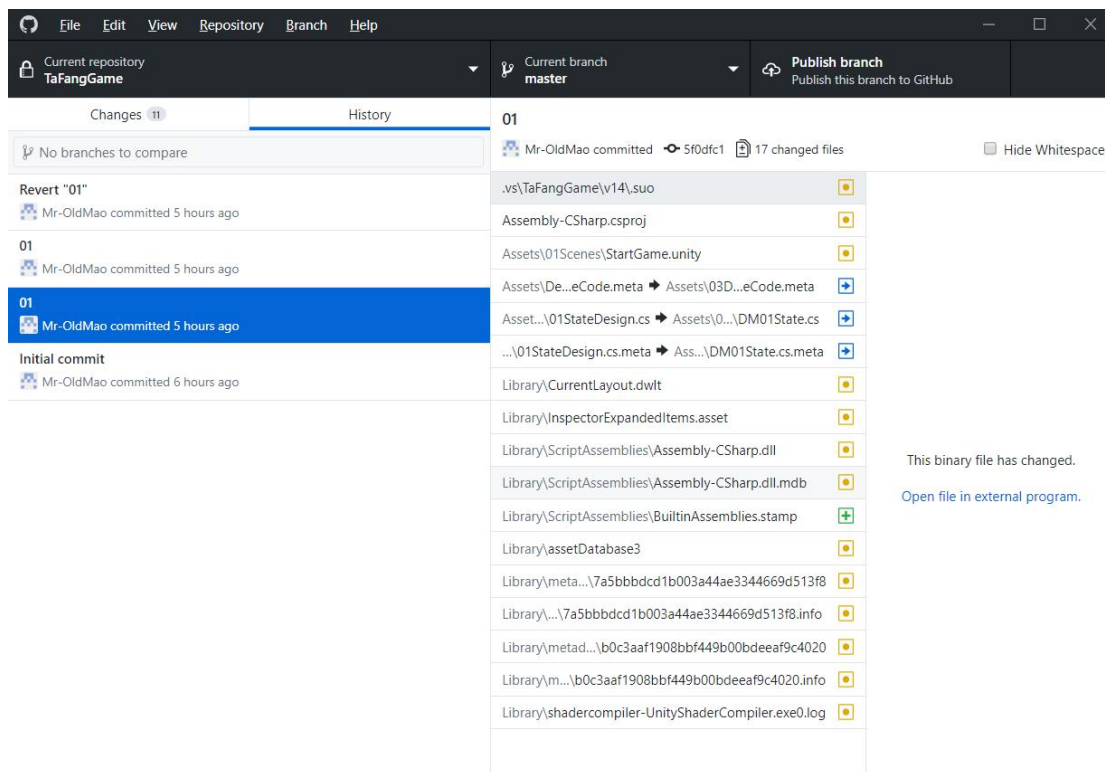 File Edit View Repository Branch Help
Current repository
TaFangGame
Current branch
master
Publish branch
Publish this branch to GitHub
Changes 11
History
No branches to compare
Revert "01"
Mr-OldMao committed 5 hours ago
01
Mr-OldMao committed 5 hours ago
01
Mr-OldMao committed 5 hours ago
Initial commit
Mr-OldMao committed 6 hours ago
01
Mr-OldMao committed 5f0dfc1 17 changed files
Hide Whitespace
.vs\TaFangGame\v14\.suo
Assembly-CSharp.csproj
Assets\01Scenes\StartGame.unity
Assets\De...eCode.meta → Assets\03D...eCode.meta
Asset...\01StateDesign.cs → Assets\0...\DM01State.cs
...\01StateDesign.cs.meta → Ass...\DM01State.cs.meta
Library\CurrentLayout.dwlt
Library\InspectorExpandedItems.asset
Library\ScriptAssemblies\Assembly-CSharp.dll
Library\ScriptAssemblies\Assembly-CSharp.dll.mdb
Library\ScriptAssemblies\BuiltinAssemblies.stamp
Library\assetDatabase3
Library\meta...\7a5bbbdcd1b003a44ae3344669d513f8
Library\...\7a5bbbdcd1b003a44ae3344669d513f8.info
Library\metad...\b0c3aaf1908bbf449b00bdeeaf9c4020
Library\m...\b0c3aaf1908bbf449b00bdeeaf9c4020.info
Library\shadercompiler-UnityShaderCompiler.exe0.log
This binary file has changed.
Open file in external program.